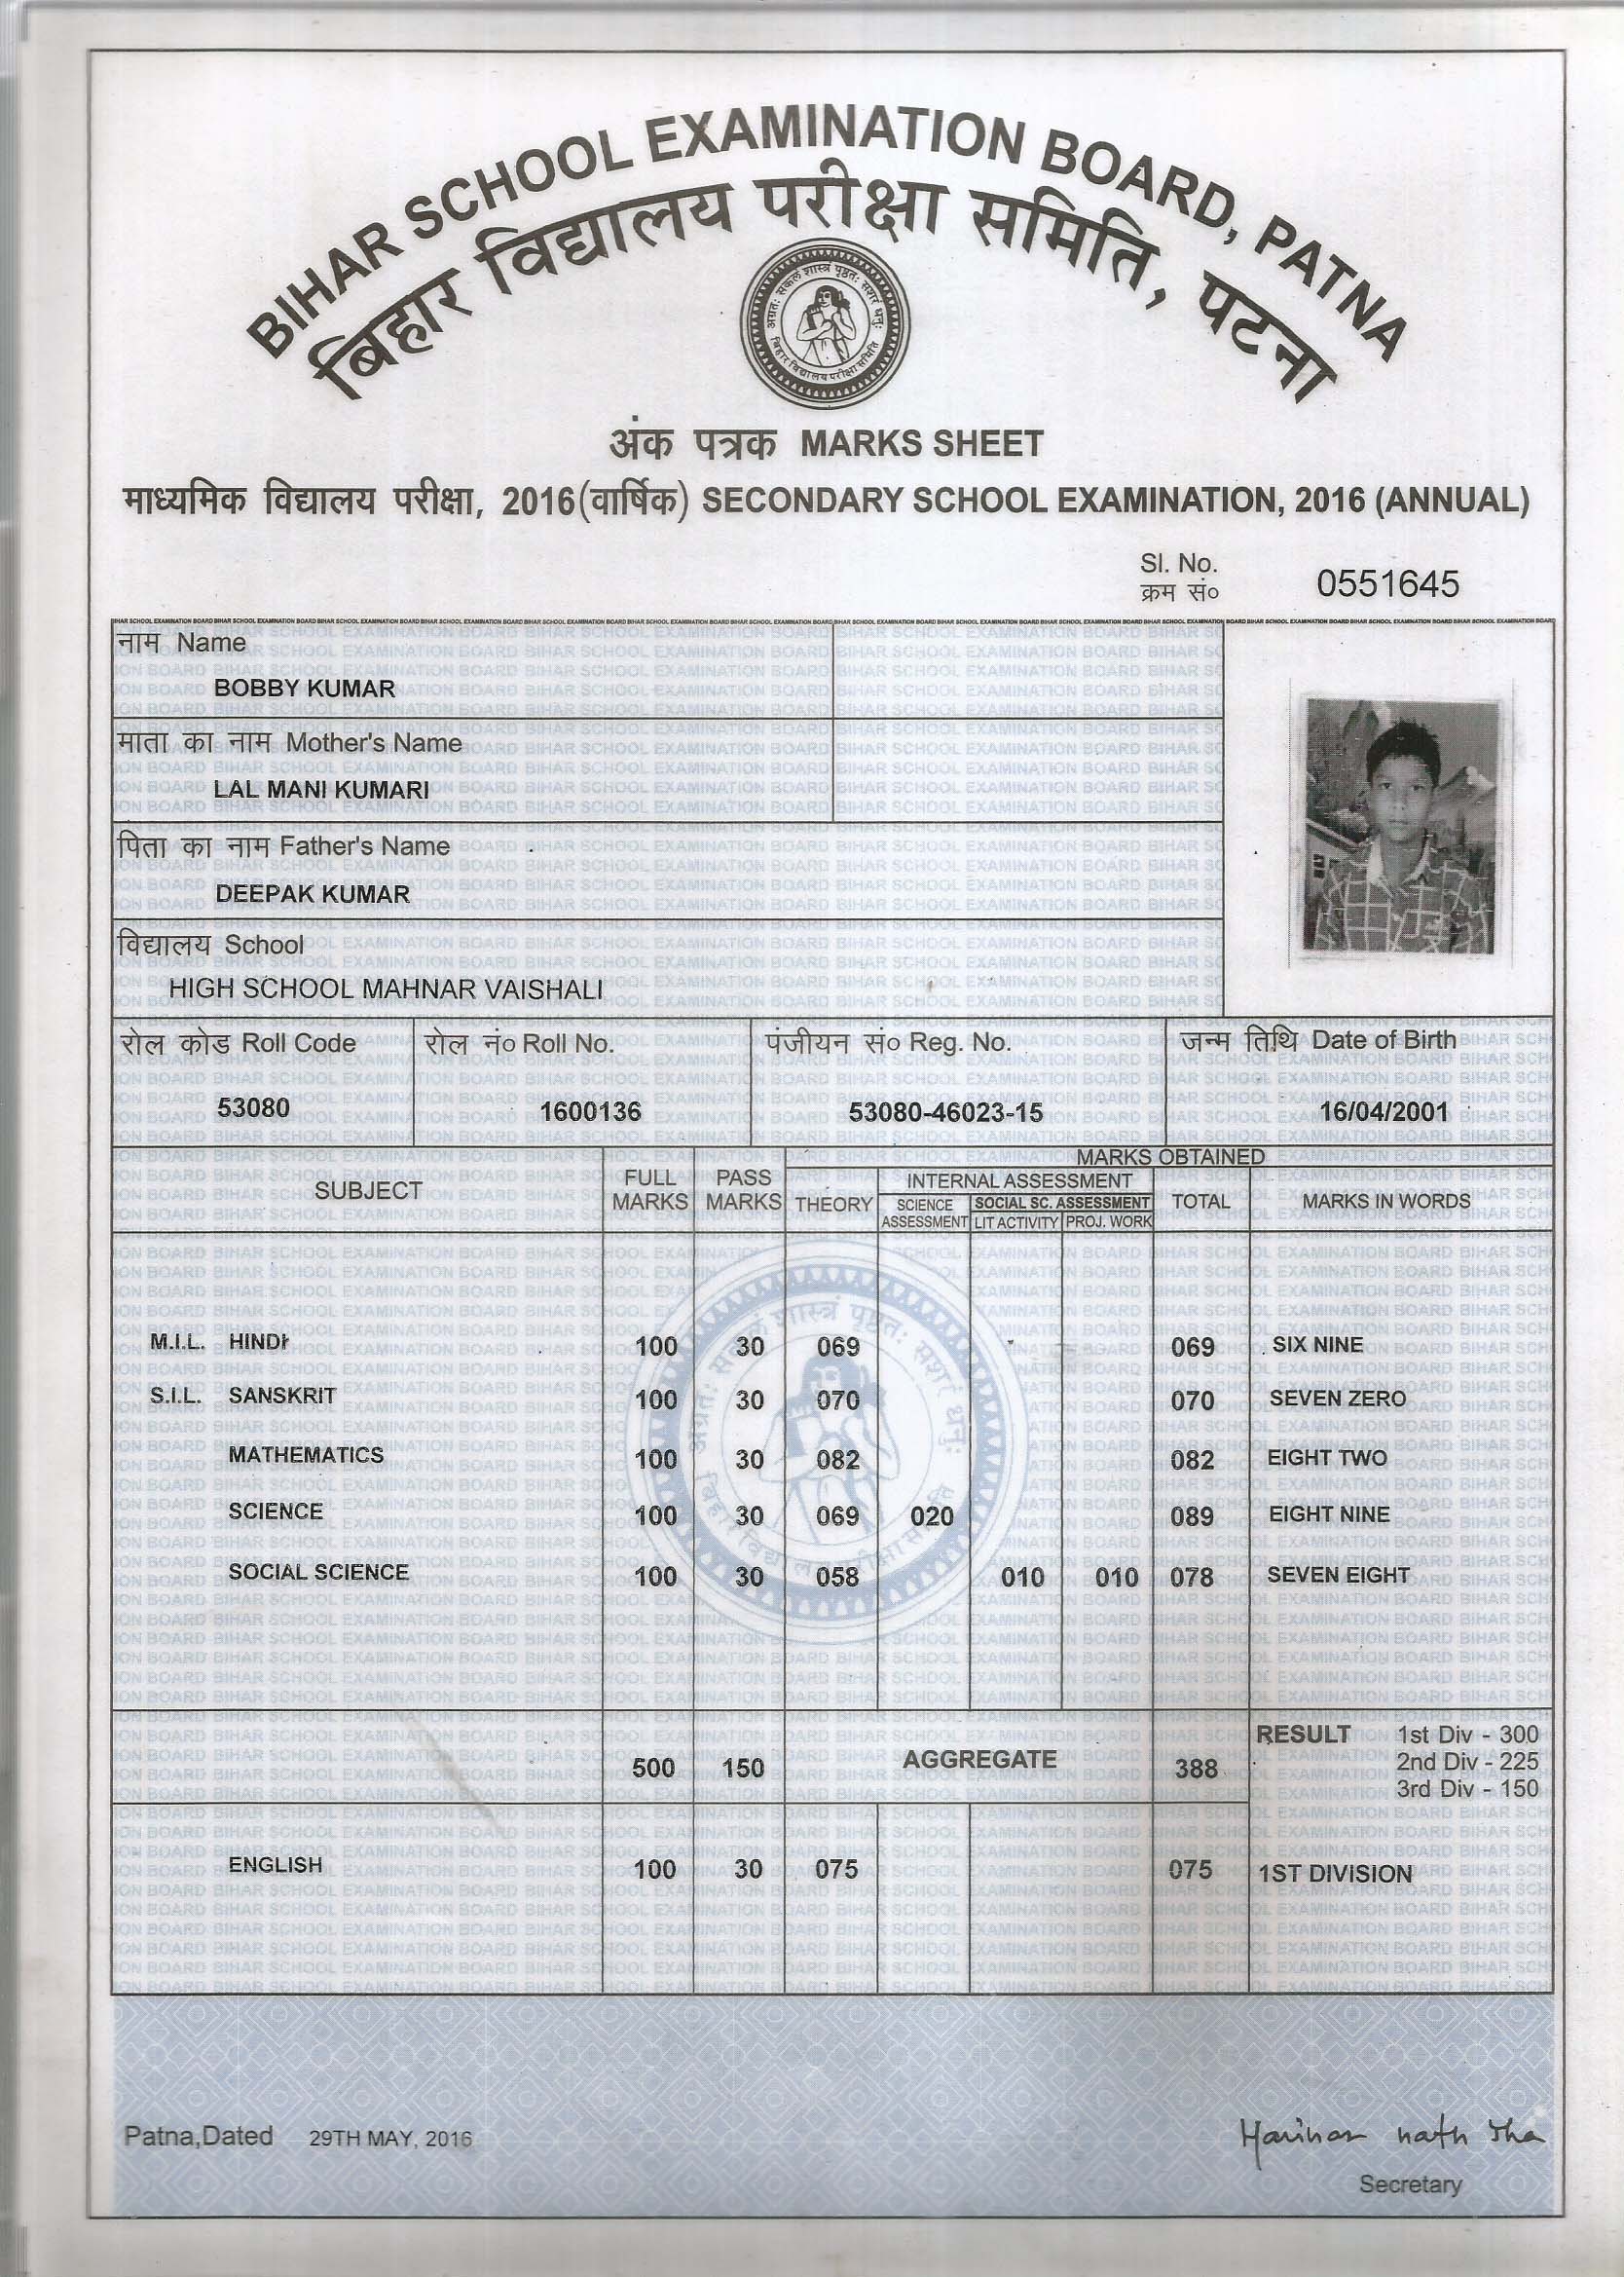 BIHAR SCHOOL EXAMINATION BOARD, PATNA
बिहार विद्यालय परीक्षा समिति, पटना
अग्रतः सकलं शास्त्रं पृष्ठतः सशरं धनुः
बिहार विद्यालय परीक्षा समिति
अंक पत्रक MARKS SHEET
माध्यमिक विद्यालय परीक्षा, 2016(वार्षिक) SECONDARY SCHOOL EXAMINATION, 2016 (ANNUAL)
Sl. No.
क्रम सं० 0551645
नाम Name
BOBBY KUMAR
माता का नाम Mother's Name
LAL MANI KUMARI
पिता का नाम Father's Name
DEEPAK KUMAR
विद्यालय School
HIGH SCHOOL MAHNAR VAISHALI
रोल कोड Roll Code रोल नं० Roll No. पंजीयन सं० Reg. No. जन्म तिथि Date of Birth
53080 1600136 53080-46023-15 16/04/2001
MARKS OBTAINED
SUBJECT FULL MARKS PASS MARKS THEORY INTERNAL ASSESSMENT TOTAL MARKS IN WORDS
SCIENCE ASSESSMENT SOCIAL SC. ASSESSMENT
LIT ACTIVITY PROJ. WORK
M.I.L. HINDI 100 30 069 069 SIX NINE
S.I.L. SANSKRIT 100 30 070 070 SEVEN ZERO
MATHEMATICS 100 30 082 082 EIGHT TWO
SCIENCE 100 30 069 020 089 EIGHT NINE
SOCIAL SCIENCE 100 30 058 010 010 078 SEVEN EIGHT
500 150 AGGREGATE 388
RESULT 1st Div - 300
2nd Div - 225
3rd Div - 150
ENGLISH 100 30 075 075 1ST DIVISION
Patna,Dated 29TH MAY, 2016
Harihar nath Jha
Secretary